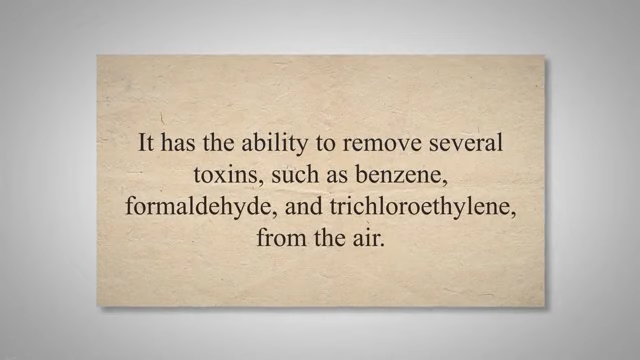 It has the ability to remove several
toxins, such as benzene,
formaldehyde, and trichloroethylene,
from the air.